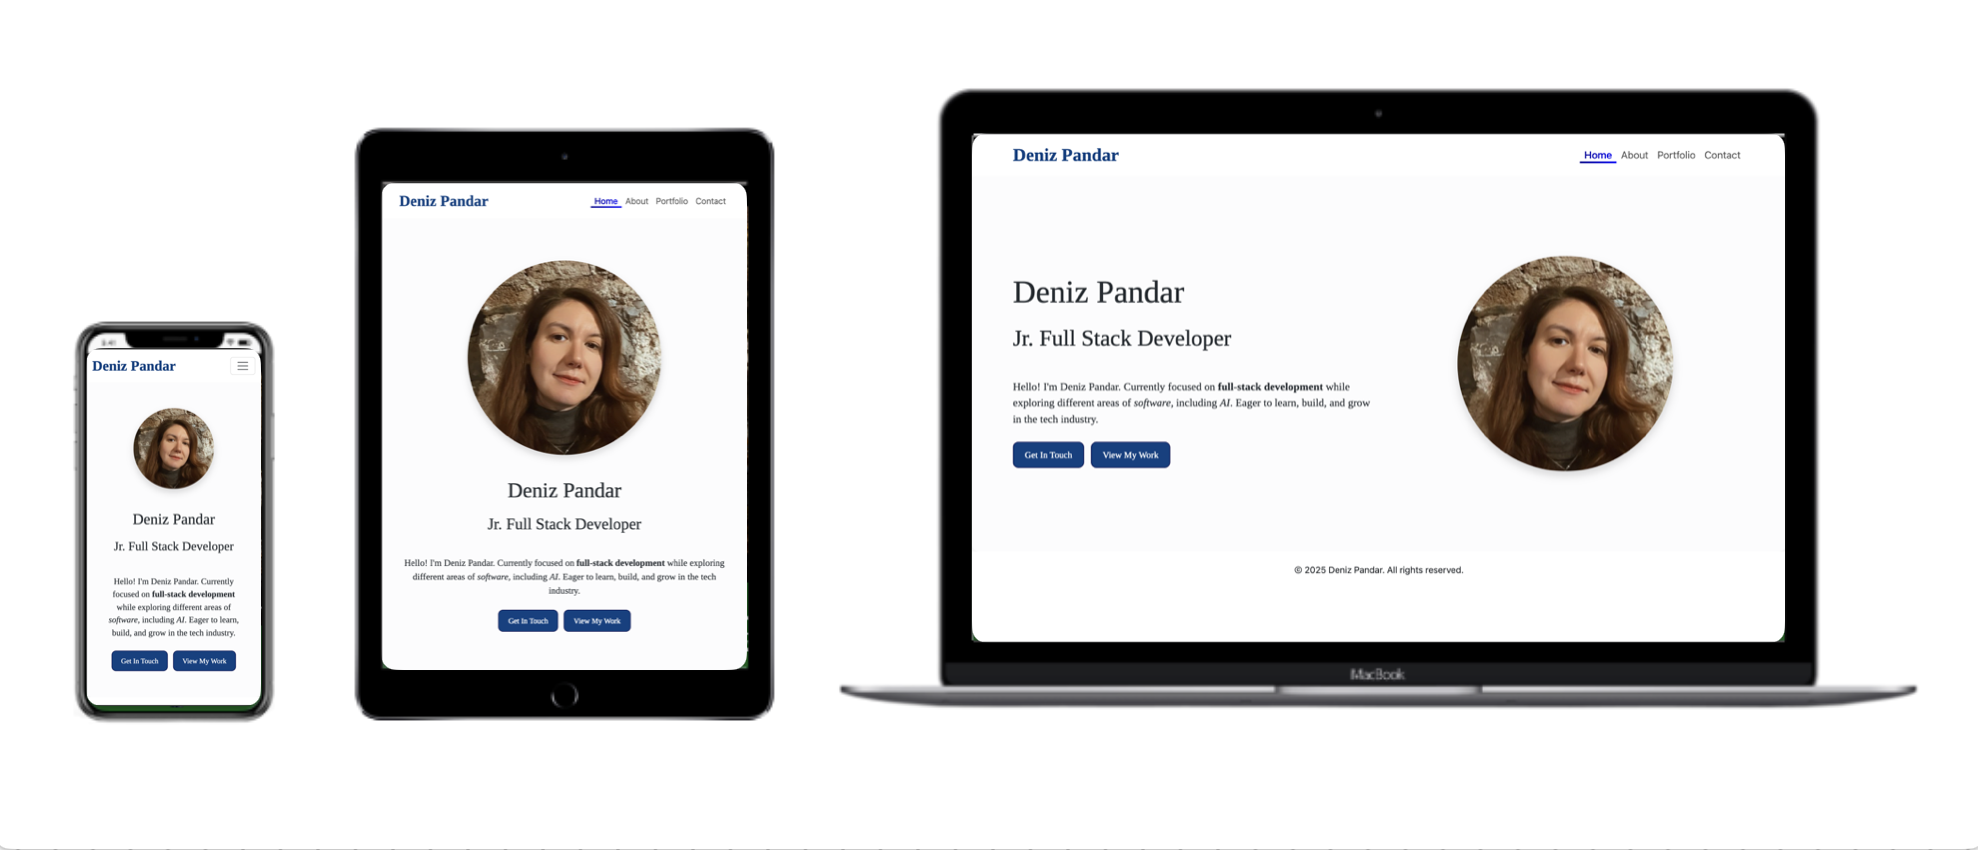 Deniz Pandar
Deniz Pandar
Jr. Full Stack Developer
Hello! I'm Deniz Pandar. Currently
focused on full-stack development
while exploring different areas of
software, including AI. Eager to learn,
build, and grow in the tech industry.
Get In Touch View My Work
Deniz Pandar Home About Portfolio Contact
Deniz Pandar
Jr. Full Stack Developer
Hello! I'm Deniz Pandar. Currently focused on full-stack development while exploring
different areas of software, including AI. Eager to learn, build, and grow in the tech
industry.
Get In Touch View My Work
Deniz Pandar Home About Portfolio Contact
Deniz Pandar
Jr. Full Stack Developer
Hello! I'm Deniz Pandar. Currently focused on full-stack development while
exploring different areas of software, including AI. Eager to learn, build, and grow
in the tech industry.
Get In Touch View My Work
© 2025 Deniz Pandar. All rights reserved.
MacBook